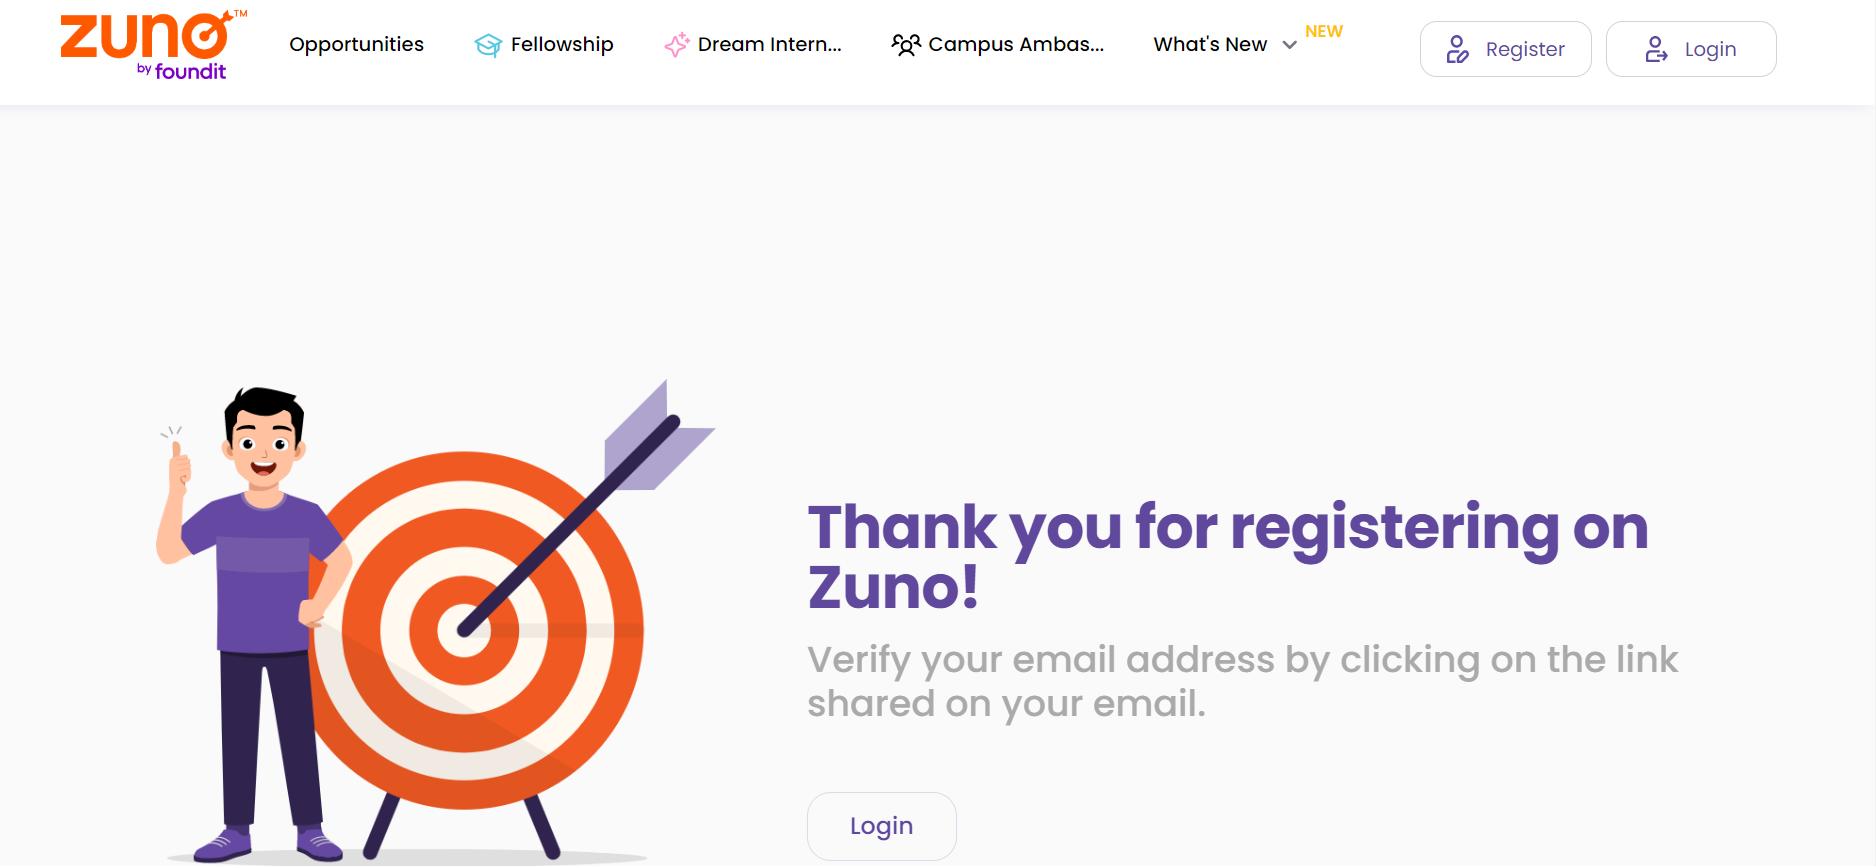 zuno™
by foundit
Opportunities
Fellowship
Dream Intern...
Campus Ambas...
What's New
NEW
Register
Login
Thank you for registering on
Zuno!
Verify your email address by clicking on the link
shared on your email.
Login